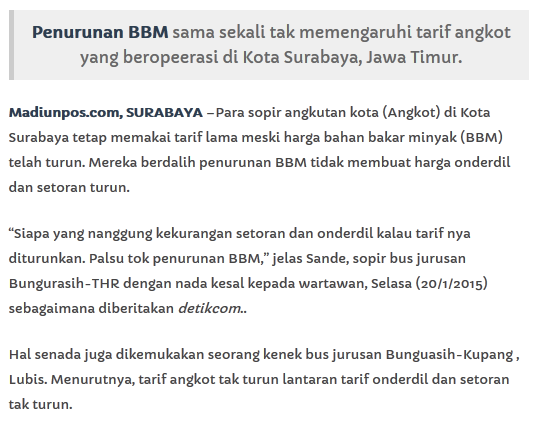 Penurunan BBM sama sekali tak memengaruhi tarif angkot
yang beropeerasi di Kota Surabaya, Jawa Timur.
Madiunpos.com, SURABAYA –Para sopir angkutan kota (Angkot) di Kota
Surabaya tetap memakai tarif lama meski harga bahan bakar minyak (BBM)
telah turun. Mereka berdalih penurunan BBM tidak membuat harga onderdil
dan setoran turun.
“Siapa yang nanggung kekurangan setoran dan onderdil kalau tarif nya
diturunkan. Palsu tok penurunan BBM,” jelas Sande, sopir bus jurusan
Bungurasih-THR dengan nada kesal kepada wartawan, Selasa (20/1/2015)
sebagaimana diberitakan detikcom..
Hal senada juga dikemukakan seorang kenek bus jurusan Bunguasih-Kupang ,
Lubis. Menurutnya, tarif angkot tak turun lantaran tarif onderdil dan setoran
tak turun.